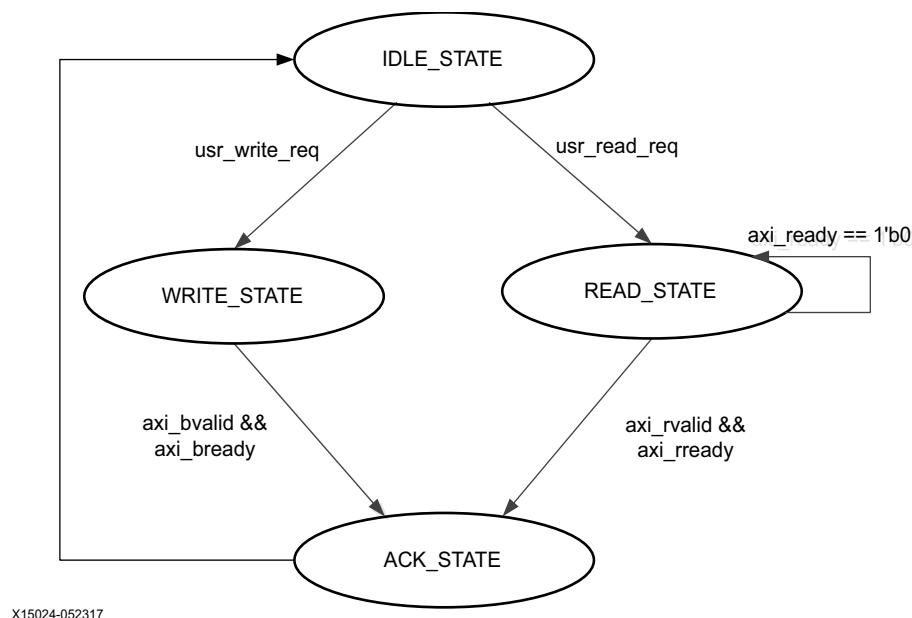 IDLE_STATE
usr_write_req
usr_read_req
axi_ready == 1'b0
WRITE_STATE
READ_STATE
axi_bvalid &&
axi_bready
axi_rvalid &&
axi_rready
ACK_STATE
X15024-052317